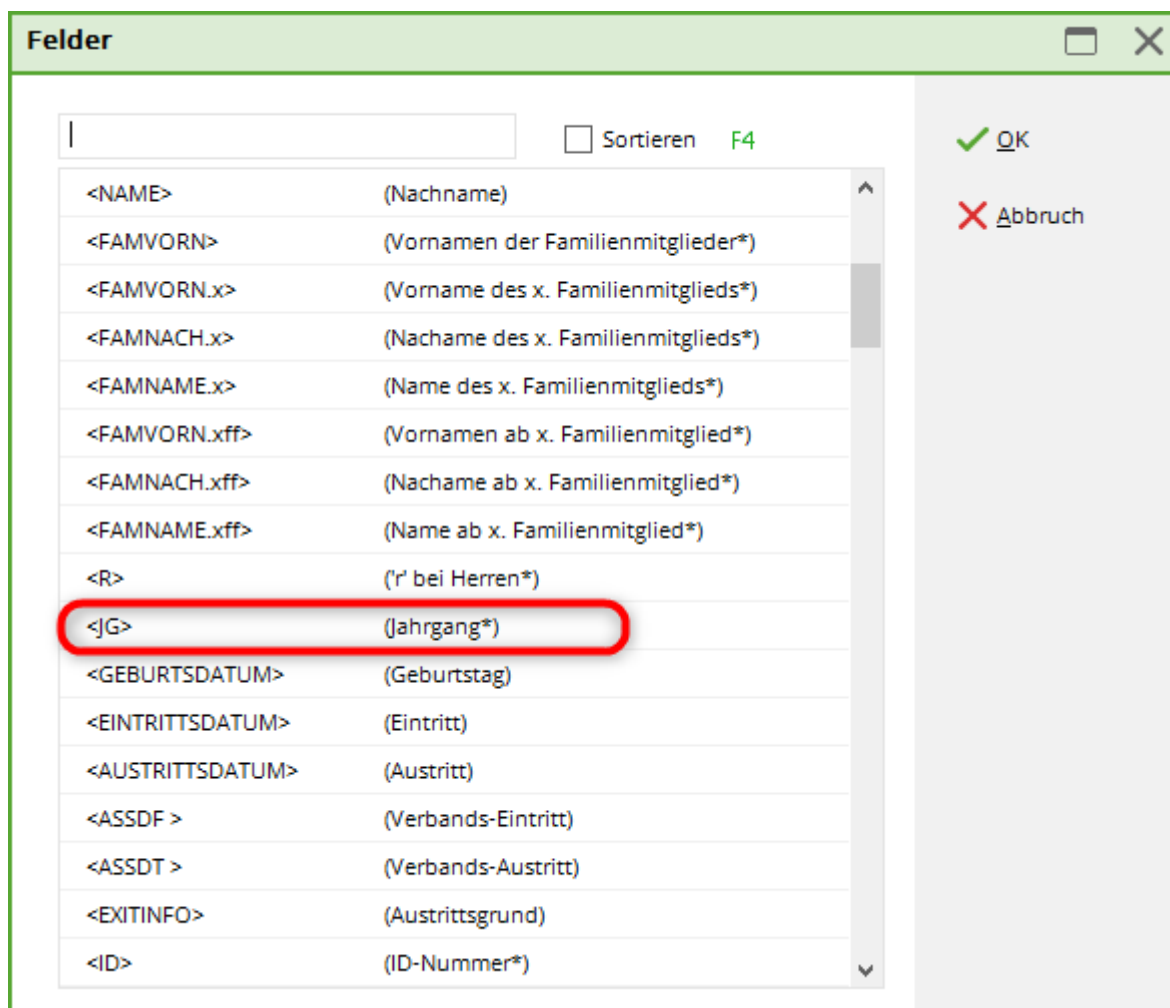 Felder
Sortieren F4
OK
<NAME> (Nachname)
Abbruch
<FAMVORN> (Vornamen der Familienmitglieder*)
<FAMVORN.x> (Vorname des x. Familienmitglieds*)
<FAMNACH.x> (Nachame des x. Familienmitglieds*)
<FAMNAME.x> (Name des x. Familienmitglieds*)
<FAMVORN.xff> (Vornamen ab x. Familienmitglied*)
<FAMNACH.xff> (Nachame ab x. Familienmitglied*)
<FAMNAME.xff> (Name ab x. Familienmitglied*)
<R> ('r' bei Herren*)
<JG> (Jahrgang*)
<GEBURTSDATUM> (Geburtstag)
<EINTRITTSDATUM> (Eintritt)
<AUSTRITTSDATUM> (Austritt)
<ASSDF > (Verbands-Eintritt)
<ASSDT > (Verbands-Austritt)
<EXITINFO> (Austrittsgrund)
<ID> (ID-Nummer*)